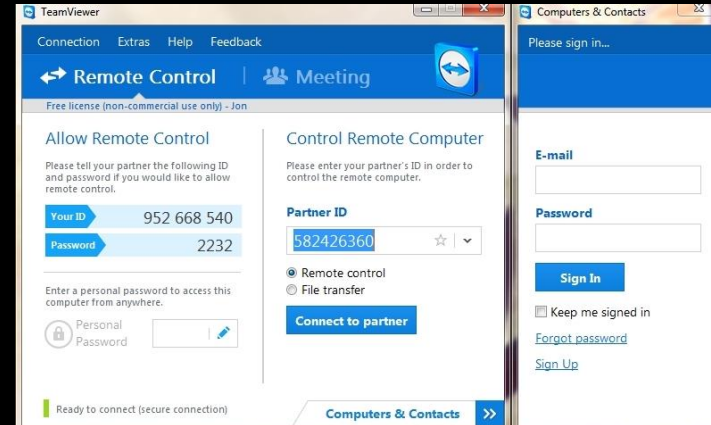 TeamViewer
Connection Extras Help Feedback
Remote Control
Meeting
Free license (non-commercial use only) - Jon
Allow Remote Control
Please tell your partner the following ID
and password if you would like to allow
remote control.
Your ID 952 668 540
Password 2232
Enter a personal password to access this
computer from anywhere.
Personal
Password
Ready to connect (secure connection)
Control Remote Computer
Please enter your partner's ID in order to
control the remote computer.
Partner ID
582426360
Remote control
File transfer
Connect to partner
Computers & Contacts
Computers & Contacts
Please sign in...
E-mail
Password
Sign In
Keep me signed in
Forgot password
Sign Up